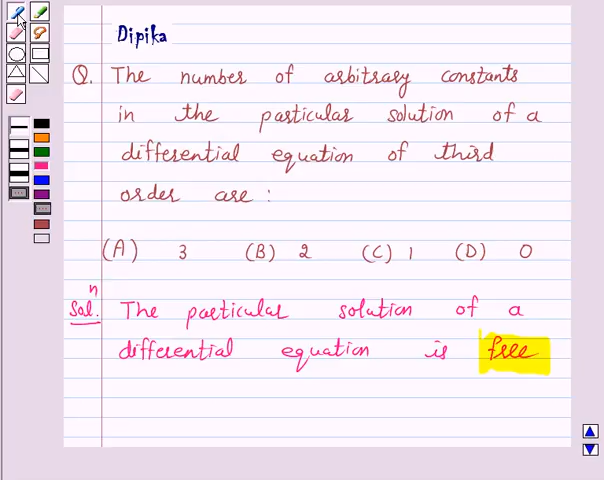 Dipika
Q. The number of arbitrary constants
in the particular solution of a
differential equation of third
order are :
(A) 3 (B) 2 (C) 1 (D) 0
Solⁿ. The particular solution of a
differential equation is free